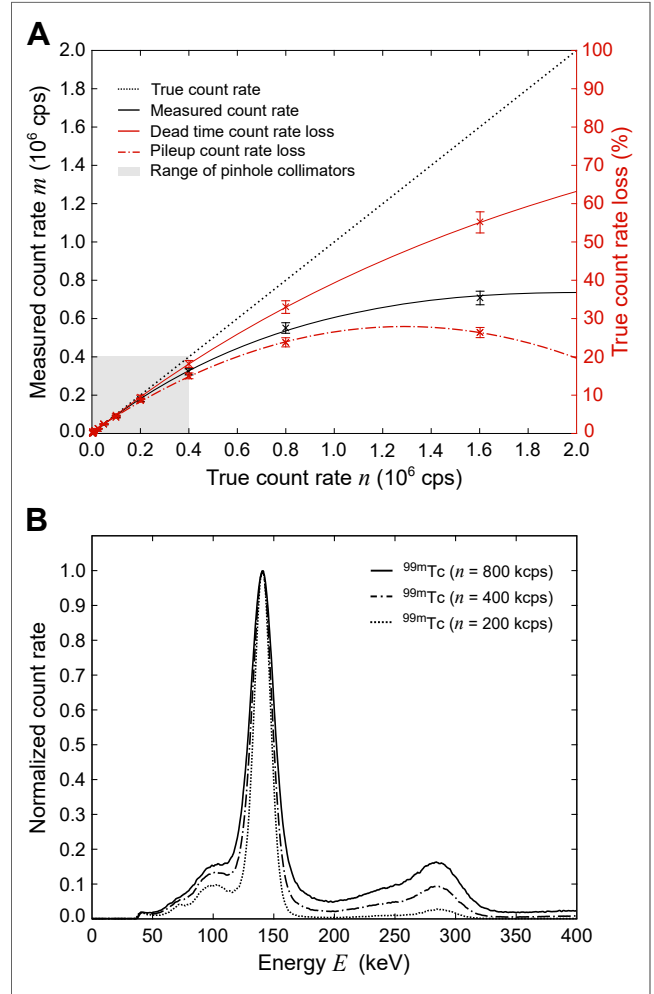 A
2.0
1.8
1.6
1.4
1.2
1.0
0.8
0.6
0.4
0.2
0.0
Measured count rate m (10⁶ cps)
True count rate
Measured count rate
Dead time count rate loss
Pileup count rate loss
Range of pinhole collimators
100
90
80
70
60
50
40
30
20
10
0
True count rate loss (%)
0.0 0.2 0.4 0.6 0.8 1.0 1.2 1.4 1.6 1.8 2.0
True count rate n (10⁶ cps)
B
1.0
0.9
0.8
0.7
0.6
0.5
0.4
0.3
0.2
0.1
0.0
Normalized count rate
⁹⁹ᵐTc (n = 800 kcps)
⁹⁹ᵐTc (n = 400 kcps)
⁹⁹ᵐTc (n = 200 kcps)
0 50 100 150 200 250 300 350 400
Energy E (keV)